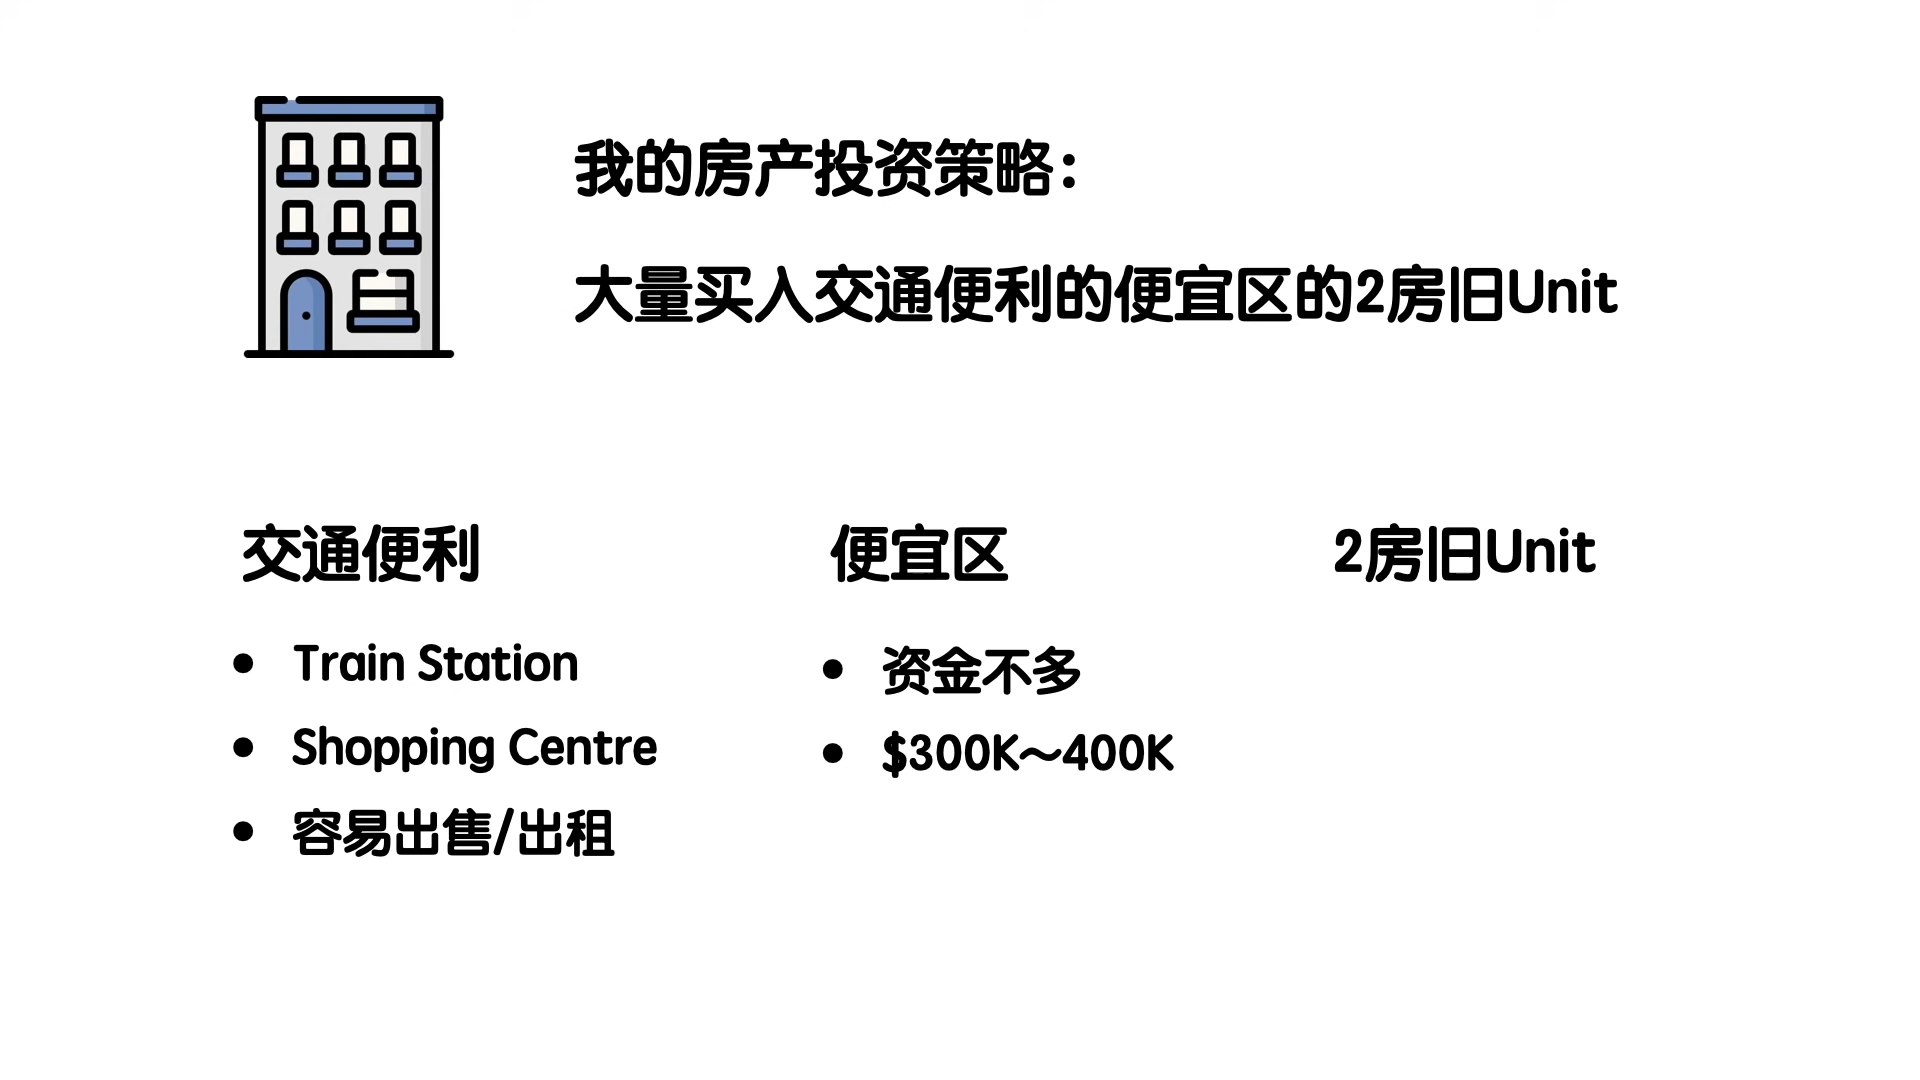 我的房产投资策略：
大量买入交通便利的便宜区的2房旧Unit
交通便利
• Train Station
• Shopping Centre
• 容易出售/出租
便宜区
• 资金不多
• $300K～400K
2房旧Unit